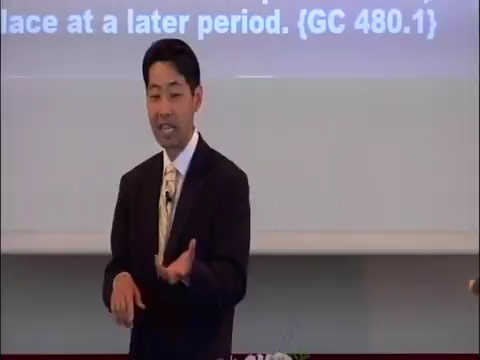 lace at a later period. {GC 480.1}